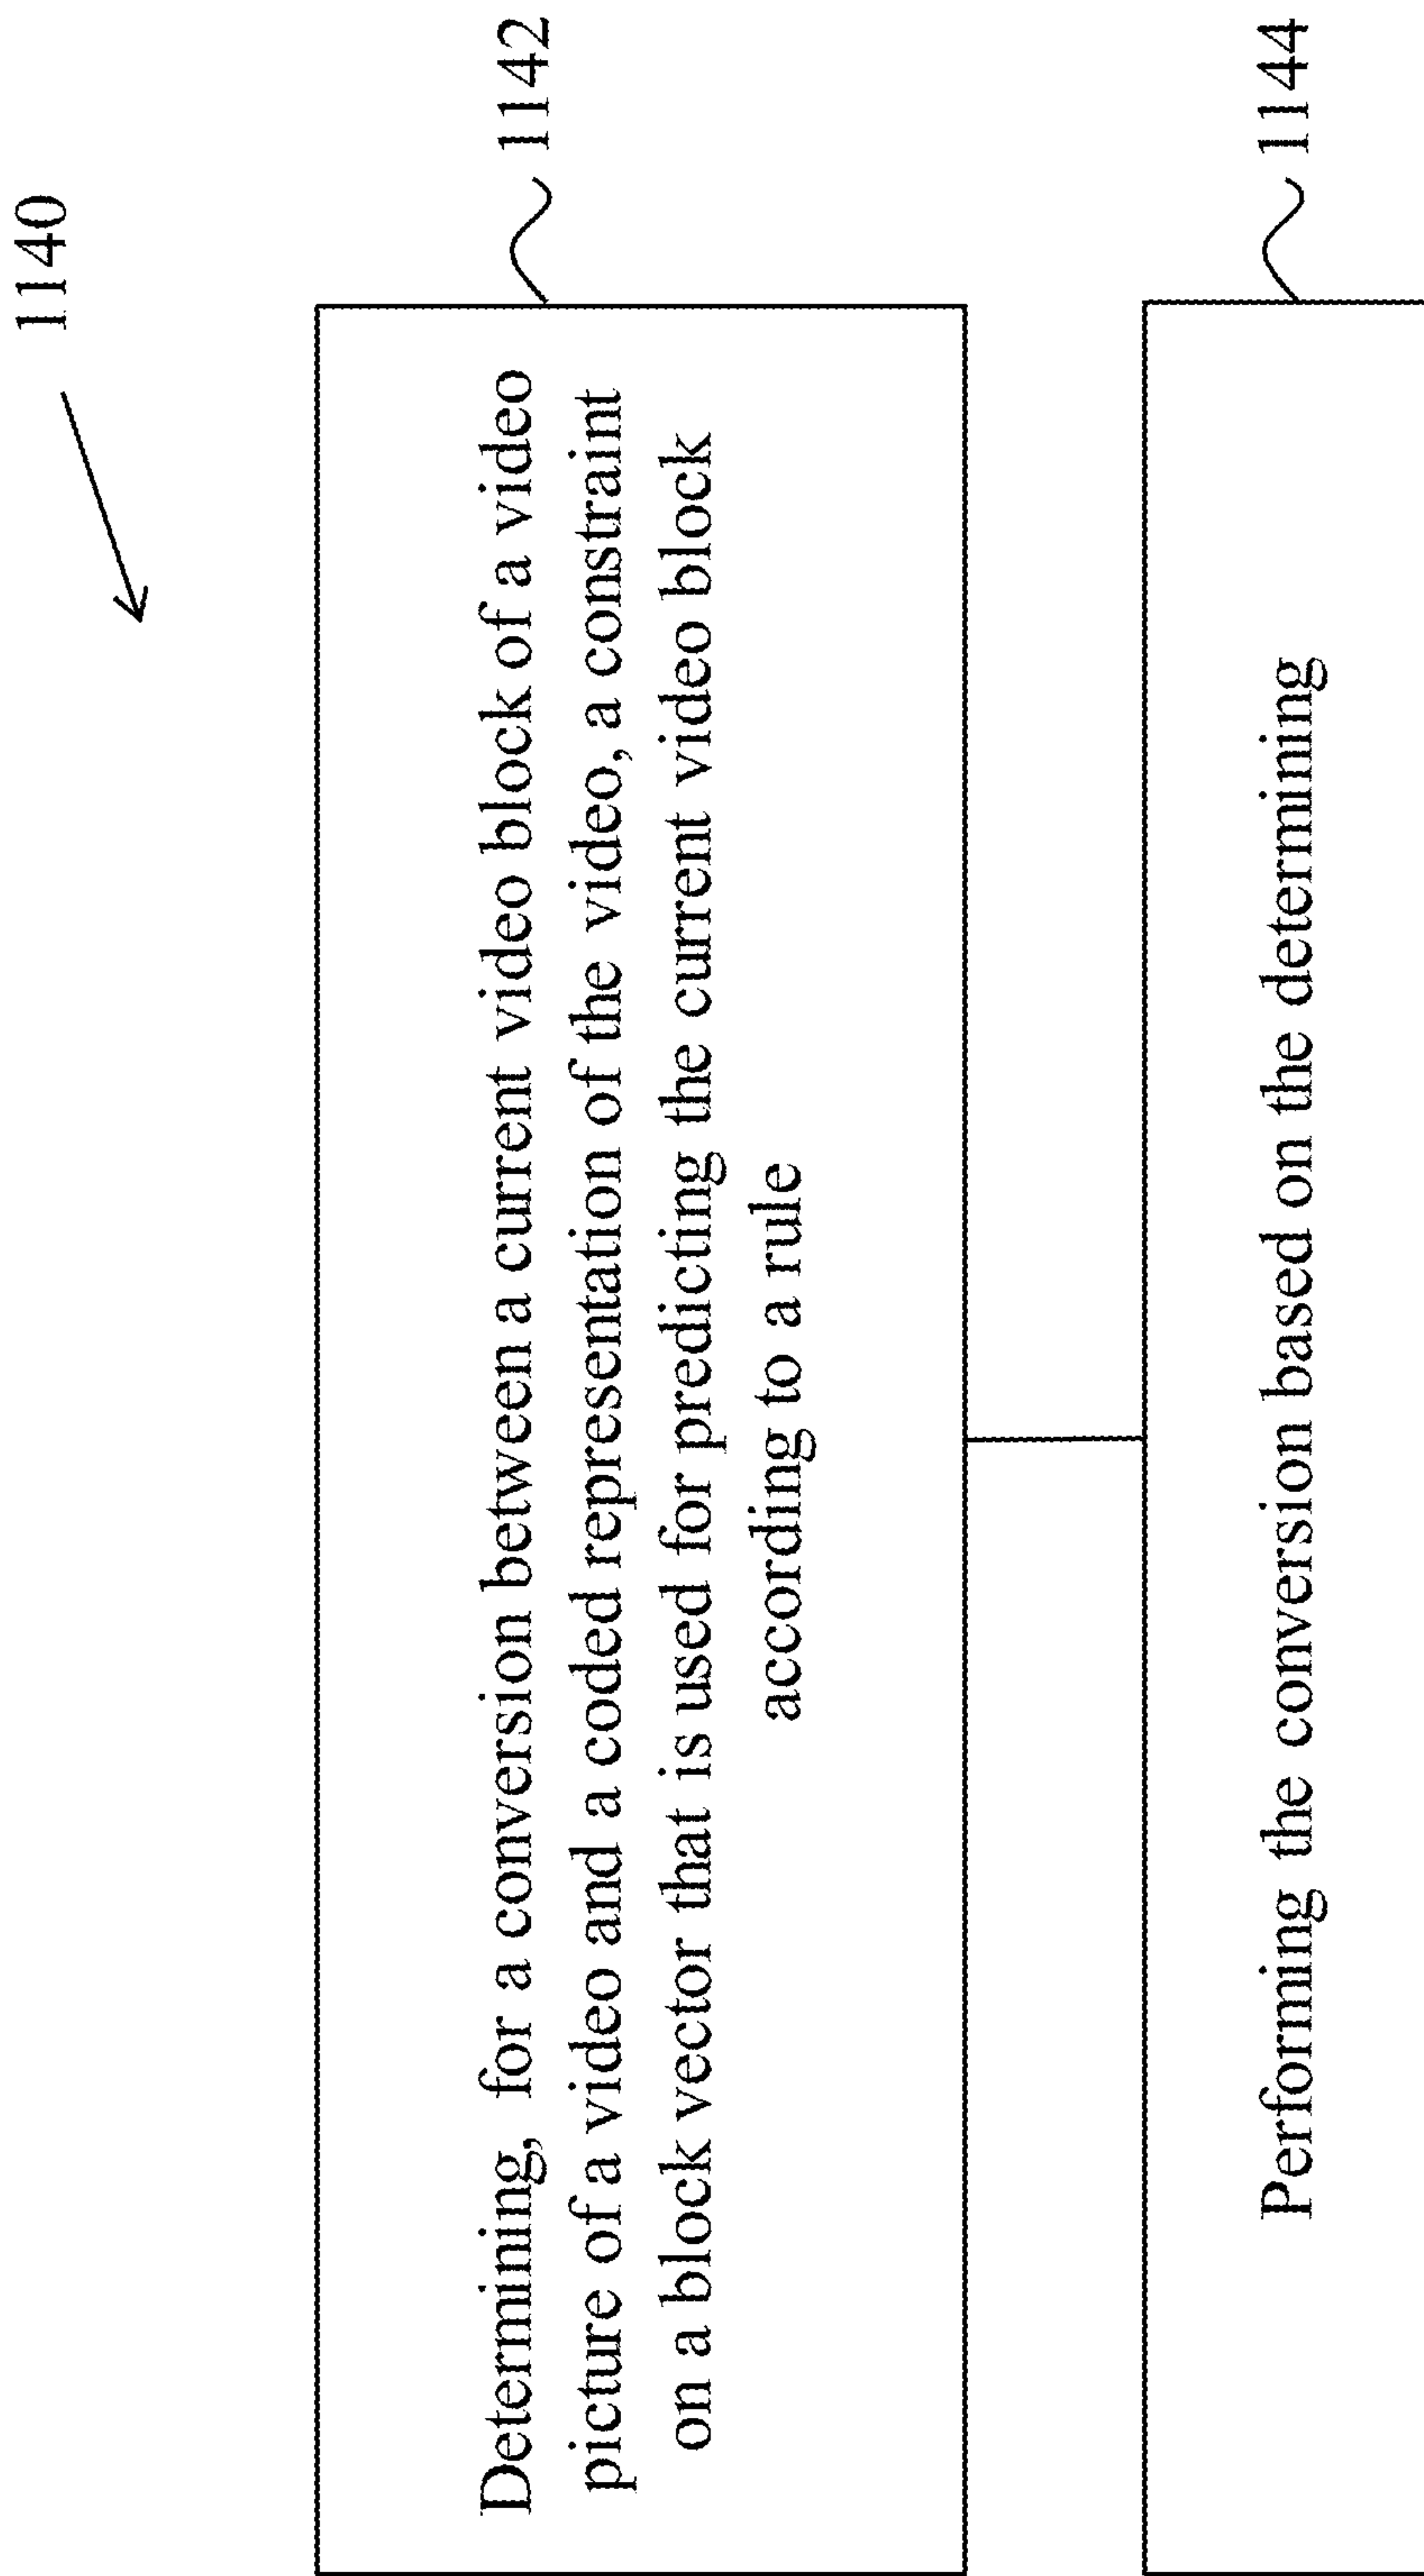 1140
Determining, for a conversion between a current video block of a video
picture of a video and a coded representation of the video, a constraint
on a block vector that is used for predicting the current video block
according to a rule
1142
Performing the conversion based on the determining
1144